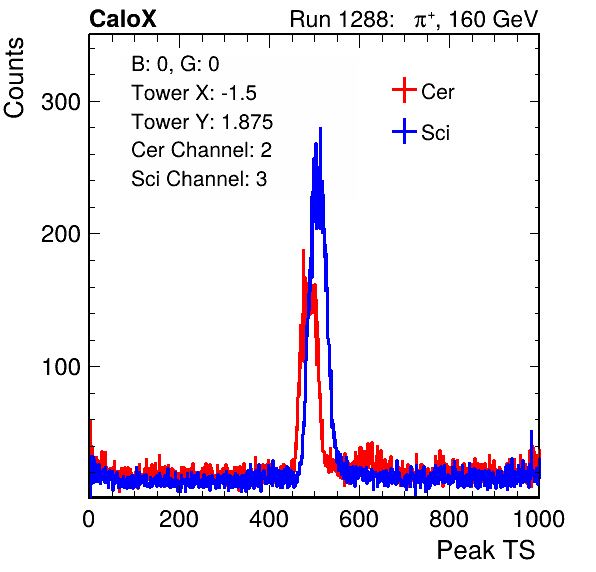 CaloX Run 1288: π⁺, 160 GeV
B: 0, G: 0
Tower X: -1.5
Tower Y: 1.875
Cer Channel: 2
Sci Channel: 3
Cer
Sci
Counts
300
200
100
0 200 400 600 800 1000
Peak TS